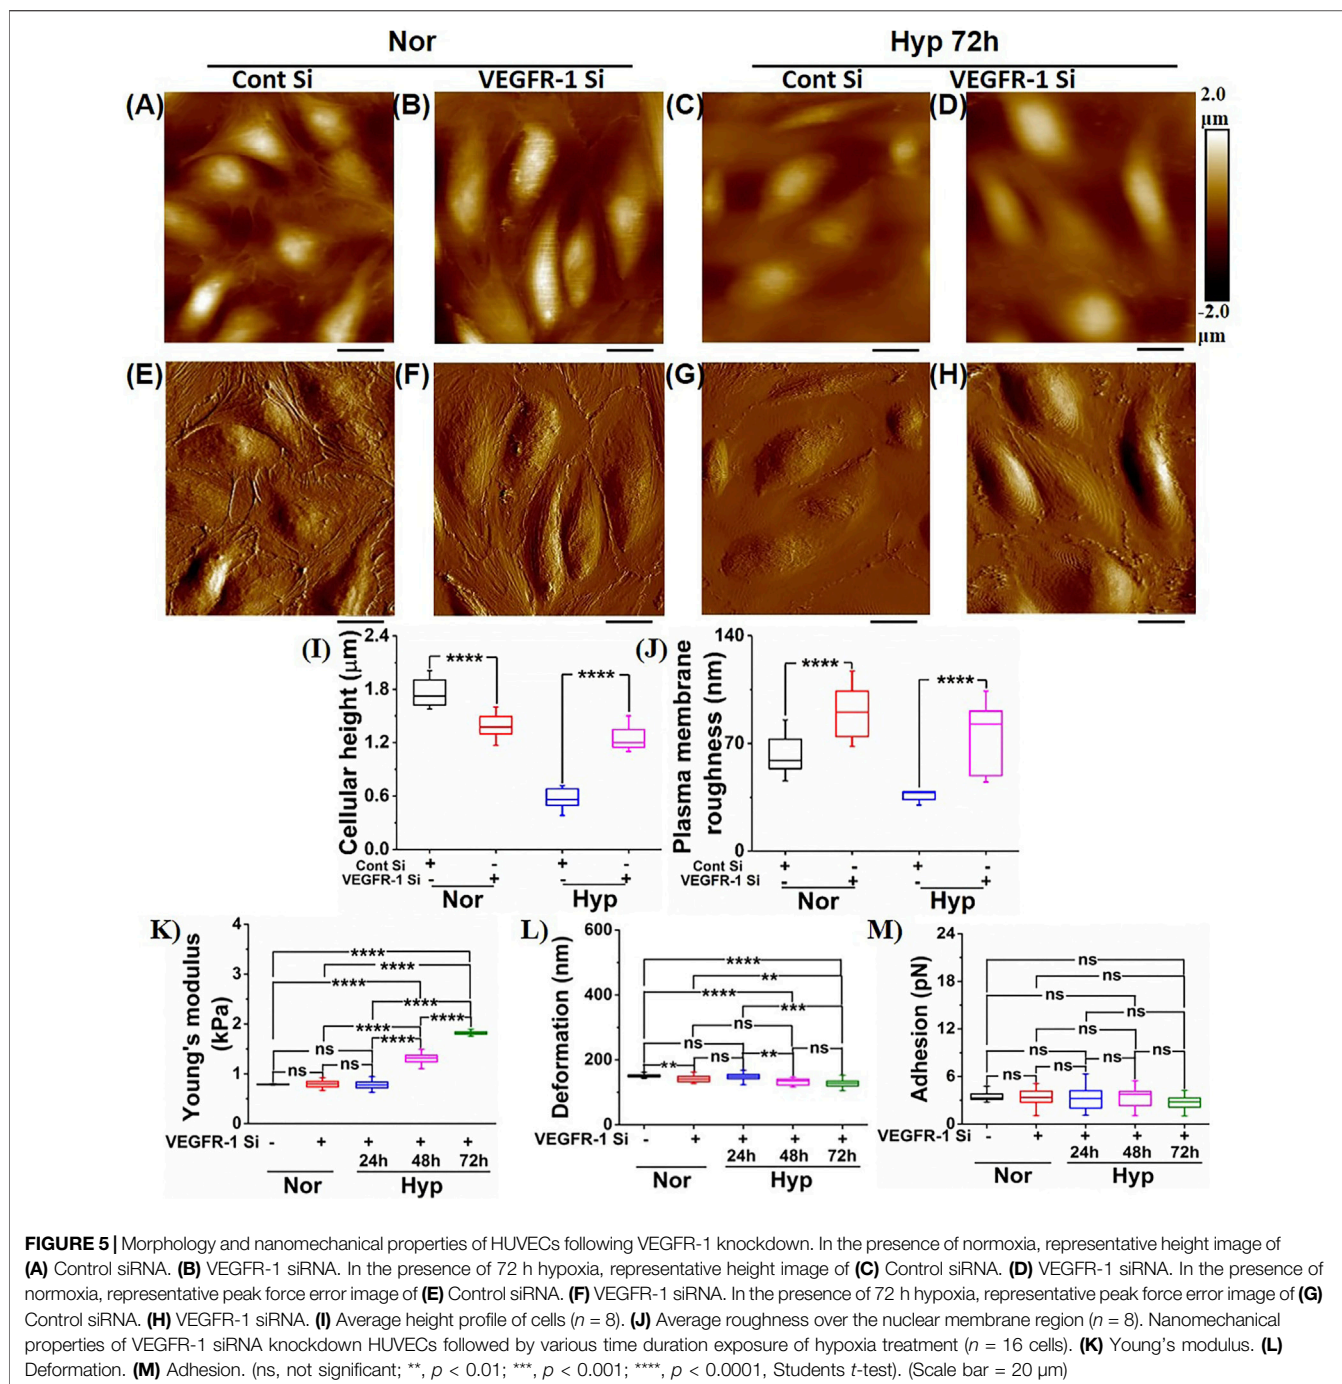 Nor Hyp 72h
Cont Si VEGFR-1 Si Cont Si VEGFR-1 Si
(A) (B) (C) (D) 2.0
μm
-2.0
μm
(E) (F) (G) (H)
(I) (J)
Cellular height (μm)
2.4
1.8
1.2
0.6
0.0
**** ****
Cont Si + - + -
VEGFR-1 Si - + - +
Nor Hyp
Plasma membrane
roughness (nm)
140
70
0
**** ****
Cont Si + - + -
VEGFR-1 Si - + - +
Nor Hyp
K) L) M)
Young's modulus
(kPa)
4
3
2
1
0
****
****
****
****
****
****
****
ns
ns
ns
VEGFR-1 Si - + + + +
24h 48h 72h
Nor Hyp
Deformation (nm)
600
400
200
0
****
**
****
***
ns
ns
**
ns
**
ns
VEGFR-1 Si - + + + +
24h 48h 72h
Nor Hyp
Adhesion (pN)
24
18
12
6
0
ns
ns
ns
ns
ns
ns
ns
ns
ns
ns
VEGFR-1 Si - + + + +
24h 48h 72h
Nor Hyp
FIGURE 5 | Morphology and nanomechanical properties of HUVECs following VEGFR-1 knockdown. In the presence of normoxia, representative height image of
(A) Control siRNA. (B) VEGFR-1 siRNA. In the presence of 72 h hypoxia, representative height image of (C) Control siRNA. (D) VEGFR-1 siRNA. In the presence of
normoxia, representative peak force error image of (E) Control siRNA. (F) VEGFR-1 siRNA. In the presence of 72 h hypoxia, representative peak force error image of (G)
Control siRNA. (H) VEGFR-1 siRNA. (I) Average height profile of cells (n = 8). (J) Average roughness over the nuclear membrane region (n = 8). Nanomechanical
properties of VEGFR-1 siRNA knockdown HUVECs followed by various time duration exposure of hypoxia treatment (n = 16 cells). (K) Young's modulus. (L)
Deformation. (M) Adhesion. (ns, not significant; **, p < 0.01; ***, p < 0.001; ****, p < 0.0001, Students t-test). (Scale bar = 20 μm)